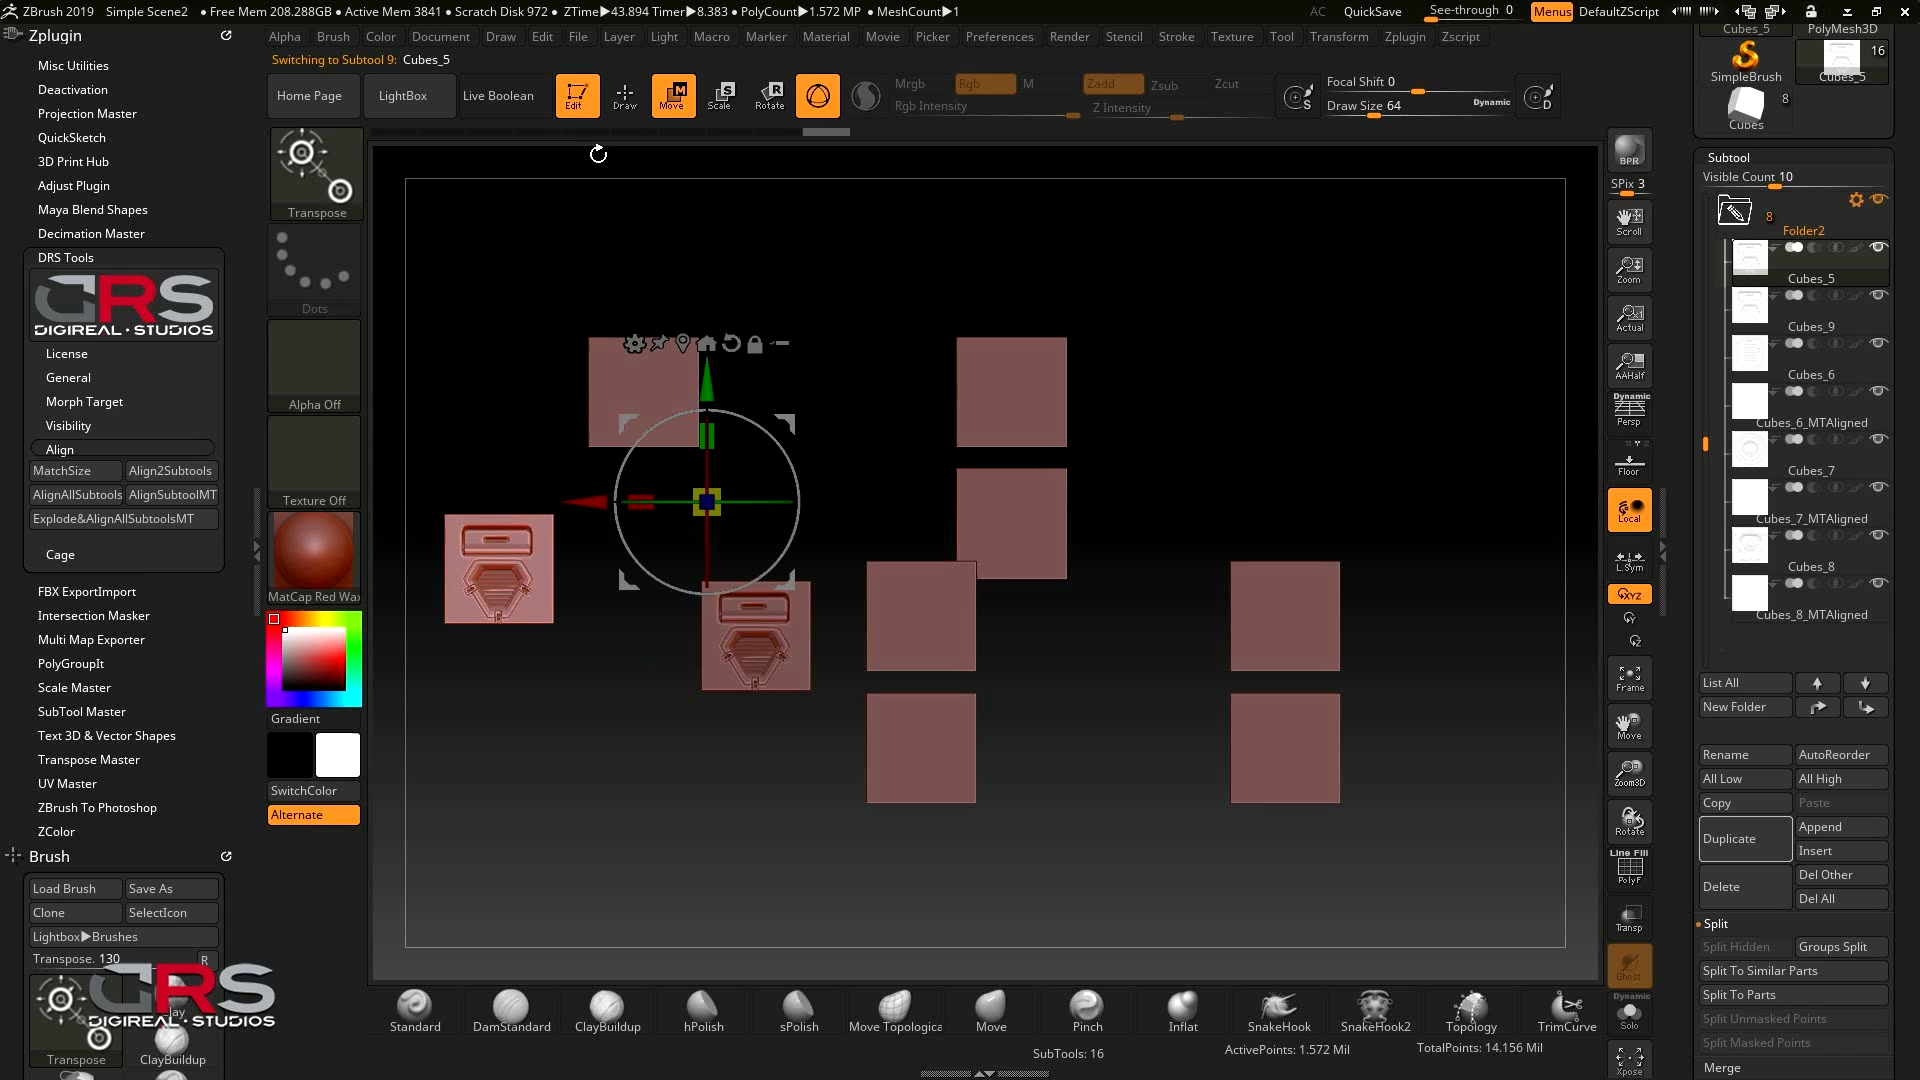 ZBrush 2019 Simple Scene2 • Free Mem 208.288GB • Active Mem 3841 • Scratch Disk 972 • ZTime▶43.894 Timer▶8.383 • PolyCount▶1.572 MP • MeshCount▶1
AC QuickSave See-through 0 Menus DefaultZScript
Zplugin
Alpha Brush Color Document Draw Edit File Layer Light Macro Marker Material Movie Picker Preferences Render Stencil Stroke Texture Tool Transform Zplugin Zscript
Switching to Subtool 9: Cubes_5
Home Page LightBox Live Boolean Edit Draw Move Scale Rotate
Mrgb Rgb M Zadd Zsub Zcut
Rgb Intensity Z Intensity
Focal Shift 0
Draw Size 64 Dynamic
S D
Misc Utilities
Deactivation
Projection Master
QuickSketch
3D Print Hub
Adjust Plugin
Maya Blend Shapes
Decimation Master
DRS Tools
DRS
DIGIREAL·STUDIOS
License
General
Morph Target
Visibility
Align
MatchSize Align2Subtools
AlignAllSubtools AlignSubtoolMT
Explode&AlignAllSubtoolsMT
Cage
FBX ExportImport
Intersection Master
Multi Map Exporter
PolyGroupIt
Scale Master
SubTool Master
Text 3D & Vector Shapes
Transpose Master
UV Master
ZBrush To Photoshop
ZColor
Brush
Load Brush Save As
Clone SelectIcon
Lightbox▶Brushes
Transpose. 130 R
DRS
DIGIREAL·STUDIOS
Transpose ClayBuildup
Transpose
Dots
Alpha Off
Texture Off
MatCap Red Wax
Gradient
SwitchColor
Alternate
Standard DamStandard ClayBuildup hPolish sPolish Move Topologica Move Pinch Inflat SnakeHook SnakeHook2 Topology TrimCurve
SubTools: 16 ActivePoints: 1.572 Mil TotalPoints: 14.156 Mil
BPR
SPix 3
Scroll
Zoom
Actual
AAHalf
Dynamic
Persp
Floor
Local
L.Sym
XYZ
Y
Z
Frame
Move
Zoom3D
Rotate
Line Fill
PolyF
Transp
Ghost
Dynamic
Solo
Xpose
Cubes_5 PolyMesh3D
16
SimpleBrush Cubes_5
8
Cubes
Subtool
Visible Count 10
8
Folder2
Cubes_5
Cubes_9
Cubes_6
Cubes_6_MTAligned
Cubes_7
Cubes_7_MTAligned
Cubes_8
Cubes_8_MTAligned
List All
New Folder
Rename AutoReorder
All Low All High
Copy Paste
Duplicate Append
Insert
Delete Del Other
Del All
Split
Split Hidden Groups Split
Split To Similar Parts
Split To Parts
Split Unmasked Points
Split Masked Points
Merge